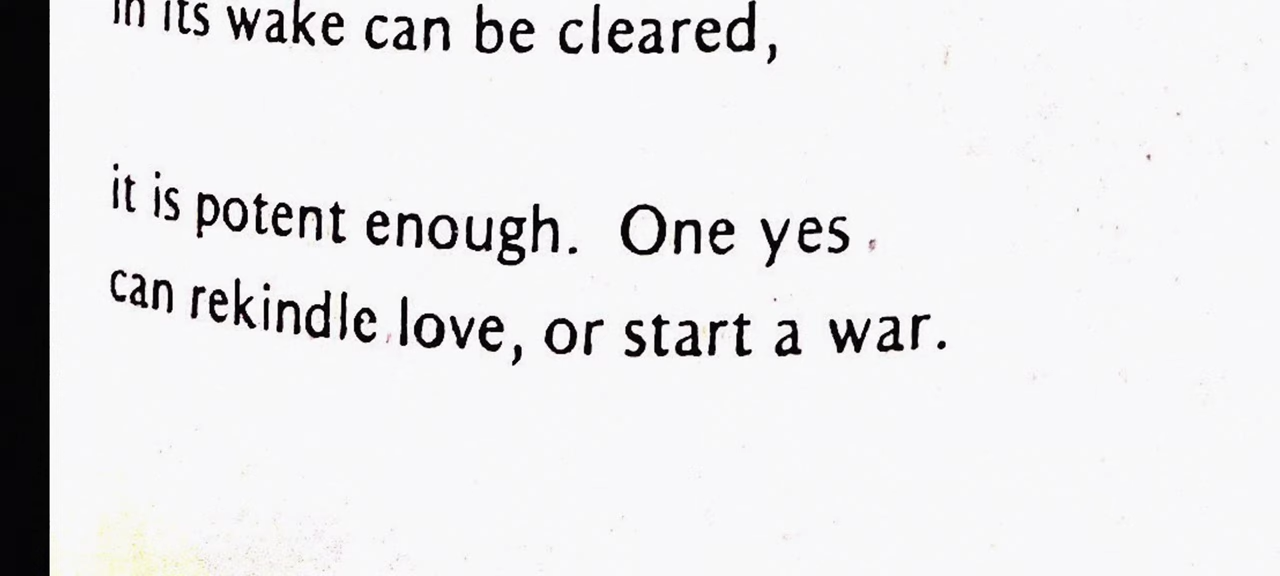 in its wake can be cleared,
it is potent enough. One yes
can rekindle love, or start a war.